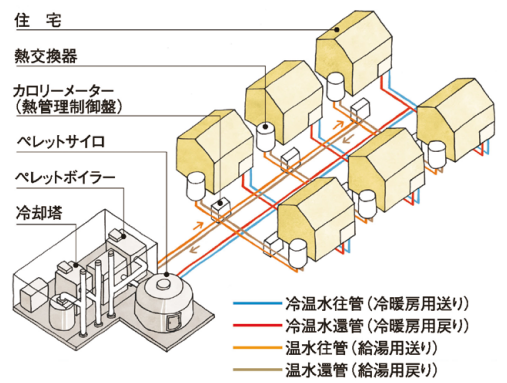 住　宅
熱交換器
カロリーメーター
（熱管理制御盤）
ペレットサイロ
ペレットボイラー
冷却塔
冷温水往管（冷暖房用送り）
冷温水還管（冷暖房用戻り）
温水往管（給湯用送り）
温水還管（給湯用戻り）